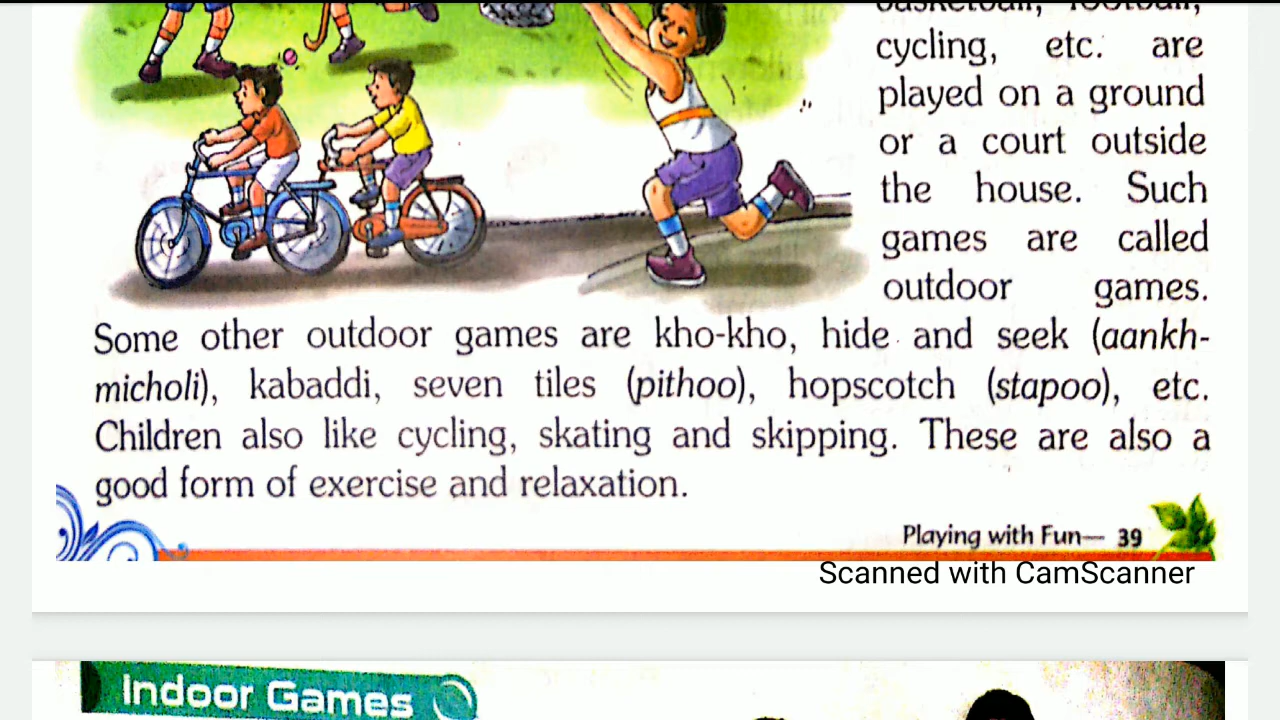 basketball, football,
cycling, etc. are
played on a ground
or a court outside
the house. Such
games are called
outdoor games.
Some other outdoor games are kho-kho, hide and seek (aankh-
micholi), kabaddi, seven tiles (pithoo), hopscotch (stapoo), etc.
Children also like cycling, skating and skipping. These are also a
good form of exercise and relaxation.
Playing with Fun— 39
Scanned with CamScanner
Indoor Games